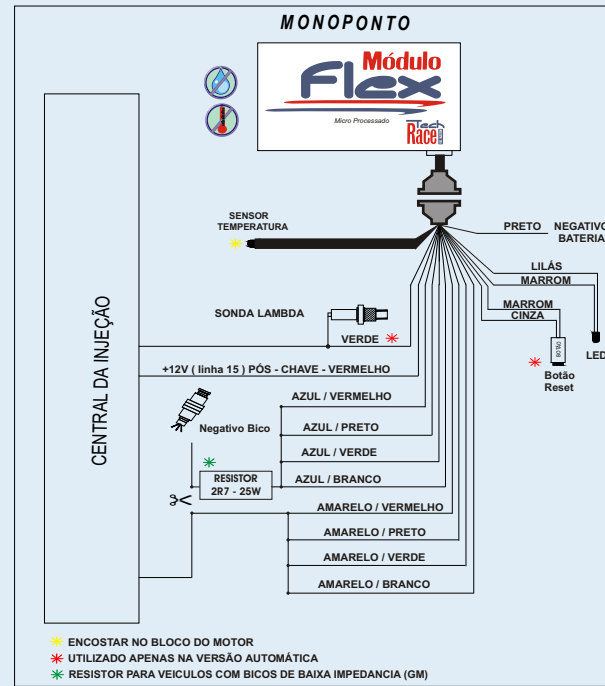 MONOPONTO
Módulo
Flex
Micro Processado
Tech
Race
SENSOR
TEMPERATURA
PRETO
NEGATIVO
BATERIA
LILÁS
MARROM
MARROM
CINZA
SONDA LAMBDA
VERDE
BOTÃO
LED
Botão
Reset
+12V ( linha 15 ) PÓS - CHAVE - VERMELHO
CENTRAL DA INJEÇÃO
AZUL / VERMELHO
Negativo Bico
AZUL / PRETO
AZUL / VERDE
RESISTOR
2R7 - 25W
AZUL / BRANCO
AMARELO / VERMELHO
AMARELO / PRETO
AMARELO / VERDE
AMARELO / BRANCO
ENCOSTAR NO BLOCO DO MOTOR
UTILIZADO APENAS NA VERSÃO AUTOMÁTICA
RESISTOR PARA VEICULOS COM BICOS DE BAIXA IMPEDANCIA (GM)